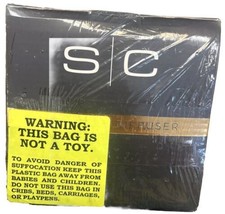 S|C
WARNING:
THIS BAG IS
NOT A TOY.
TO AVOID DANGER OF
SUFFOCATION KEEP THIS
PLASTIC BAG AWAY FROM
BABIES AND CHILDREN.
DO NOT USE THIS BAG IN
CRIBS, BEDS, CARRIAGES,
OR PLAYPENS.